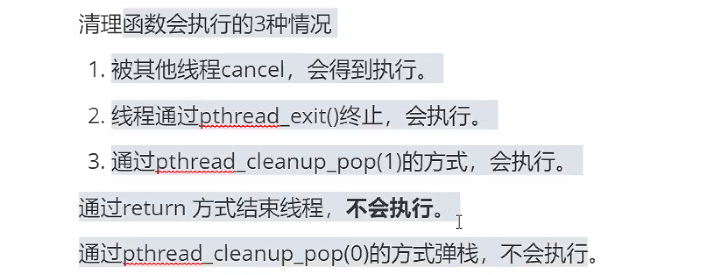 清理函数会执行的3种情况
1. 被其他线程cancel，会得到执行。
2. 线程通过pthread_exit()终止，会执行。
3. 通过pthread_cleanup_pop(1)的方式，会执行。
通过return 方式结束线程，不会执行。
通过pthread_cleanup_pop(0)的方式弹栈，不会执行。